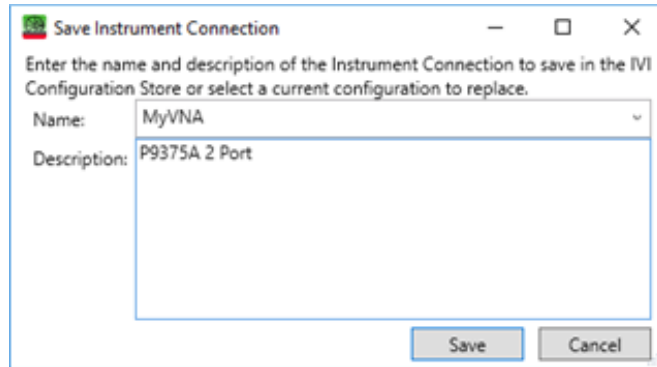 Save Instrument Connection
Enter the name and description of the Instrument Connection to save in the IVI
Configuration Store or select a current configuration to replace.
Name: MyVNA
Description: P9375A 2 Port
Save Cancel